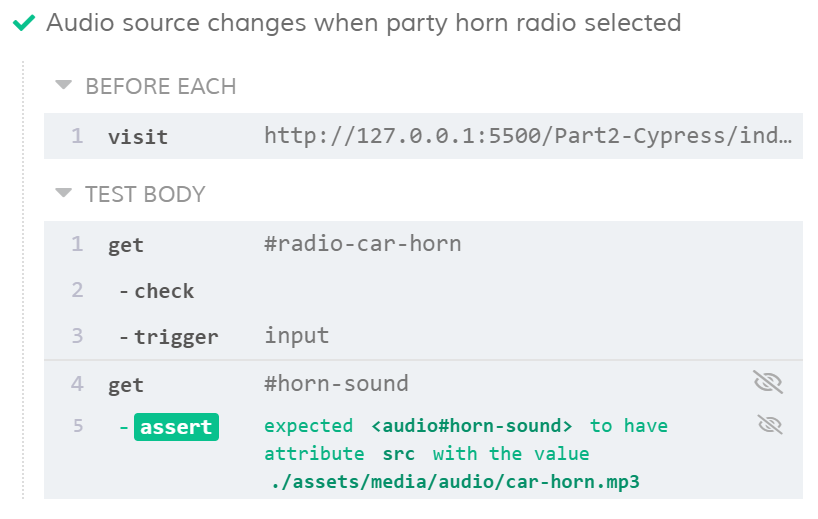 Audio source changes when party horn radio selected
BEFORE EACH
1 visit http://127.0.0.1:5500/Part2-Cypress/ind…
TEST BODY
1 get #radio-car-horn
2 -check
3 -trigger input
4 get #horn-sound
5 -assert expected <audio#horn-sound> to have
attribute src with the value
./assets/media/audio/car-horn.mp3